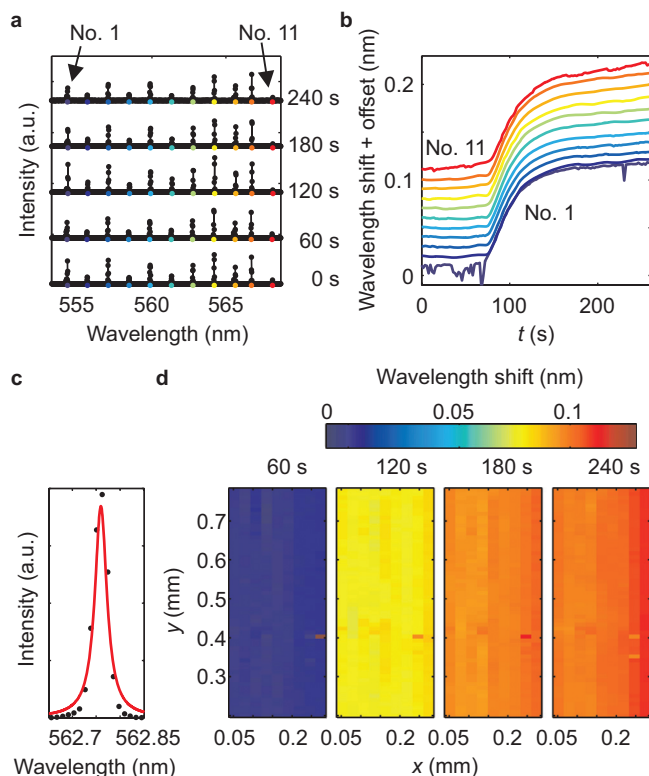 a
No. 1
No. 11
240 s
180 s
120 s
60 s
0 s
Intensity (a.u.)
555
560
565
Wavelength (nm)
b
Wavelength shift + offset (nm)
0.2
0.1
0
No. 11
No. 1
0
100
200
t (s)
c
Intensity (a.u.)
562.7
562.85
Wavelength (nm)
d
Wavelength shift (nm)
0
0.05
0.1
60 s
120 s
180 s
240 s
y (mm)
0.7
0.6
0.5
0.4
0.3
0.05
0.2
0.05
0.2
0.05
0.2
0.05
0.2
x (mm)